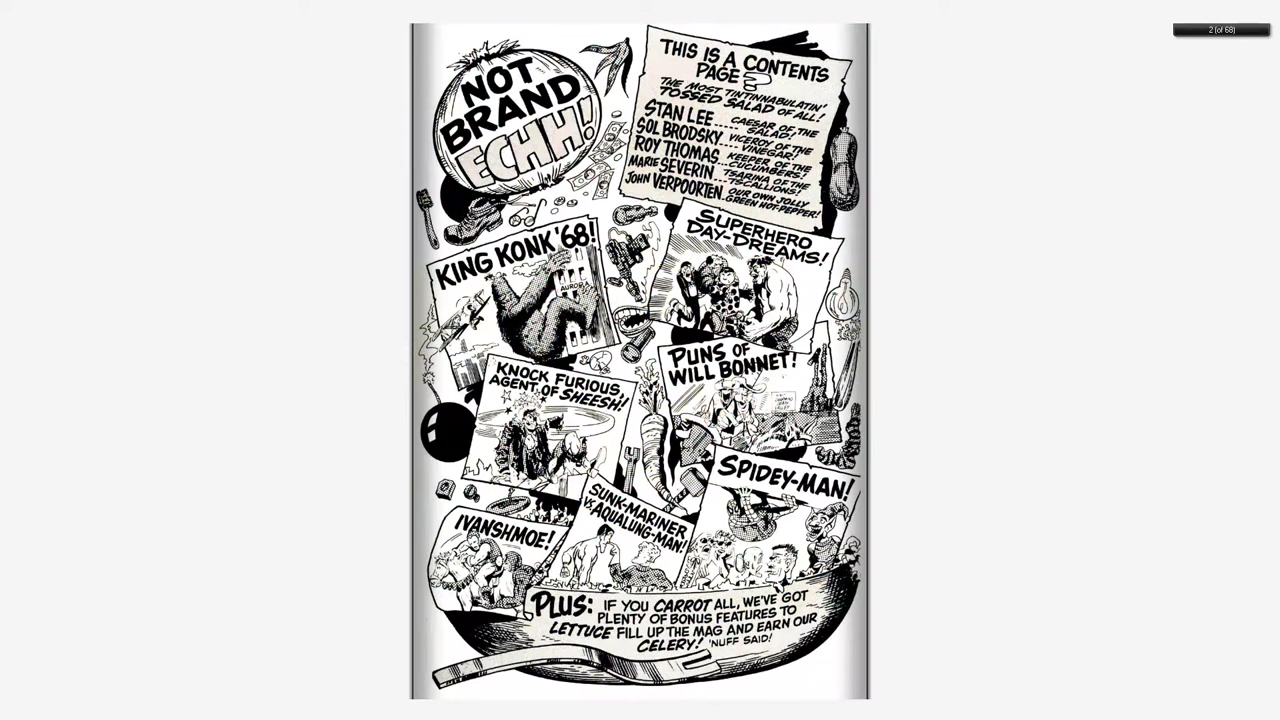 2 (of 68)
NOT
BRAND
ECHH!
THIS IS A CONTENTS
PAGE?
THE MOST TINTINNABULATIN'
TOSSED SALAD OF ALL!
STAN LEE..... CAESAR OF THE SALAD!
SOL BRODSKY..... VICEROY OF THE VINEGAR!
ROY THOMAS..... KEEPER OF THE CUCUMBERS!
MARIE SEVERIN..... TSARINA OF THE SCALLIONS!
JOHN VERPOORTEN.. OUR OWN JOLLY GREEN HOT-PEPPER!
KING KONK '68!
AURORA
SUPERHERO
DAY-DREAMS!
KNOCK FURIOUS,
AGENT OF SHEESH!
PUNS OF
WILL BONNET!
SPIDEY-MAN!
SUNK-MARINER
VS. AQUALUNG-MAN!
IVANSHMOE!
PLUS: IF YOU CARROT ALL, WE'VE GOT
PLENTY OF BONUS FEATURES TO
LETTUCE FILL UP THE MAG AND EARN OUR
CELERY! 'NUFF SAID!